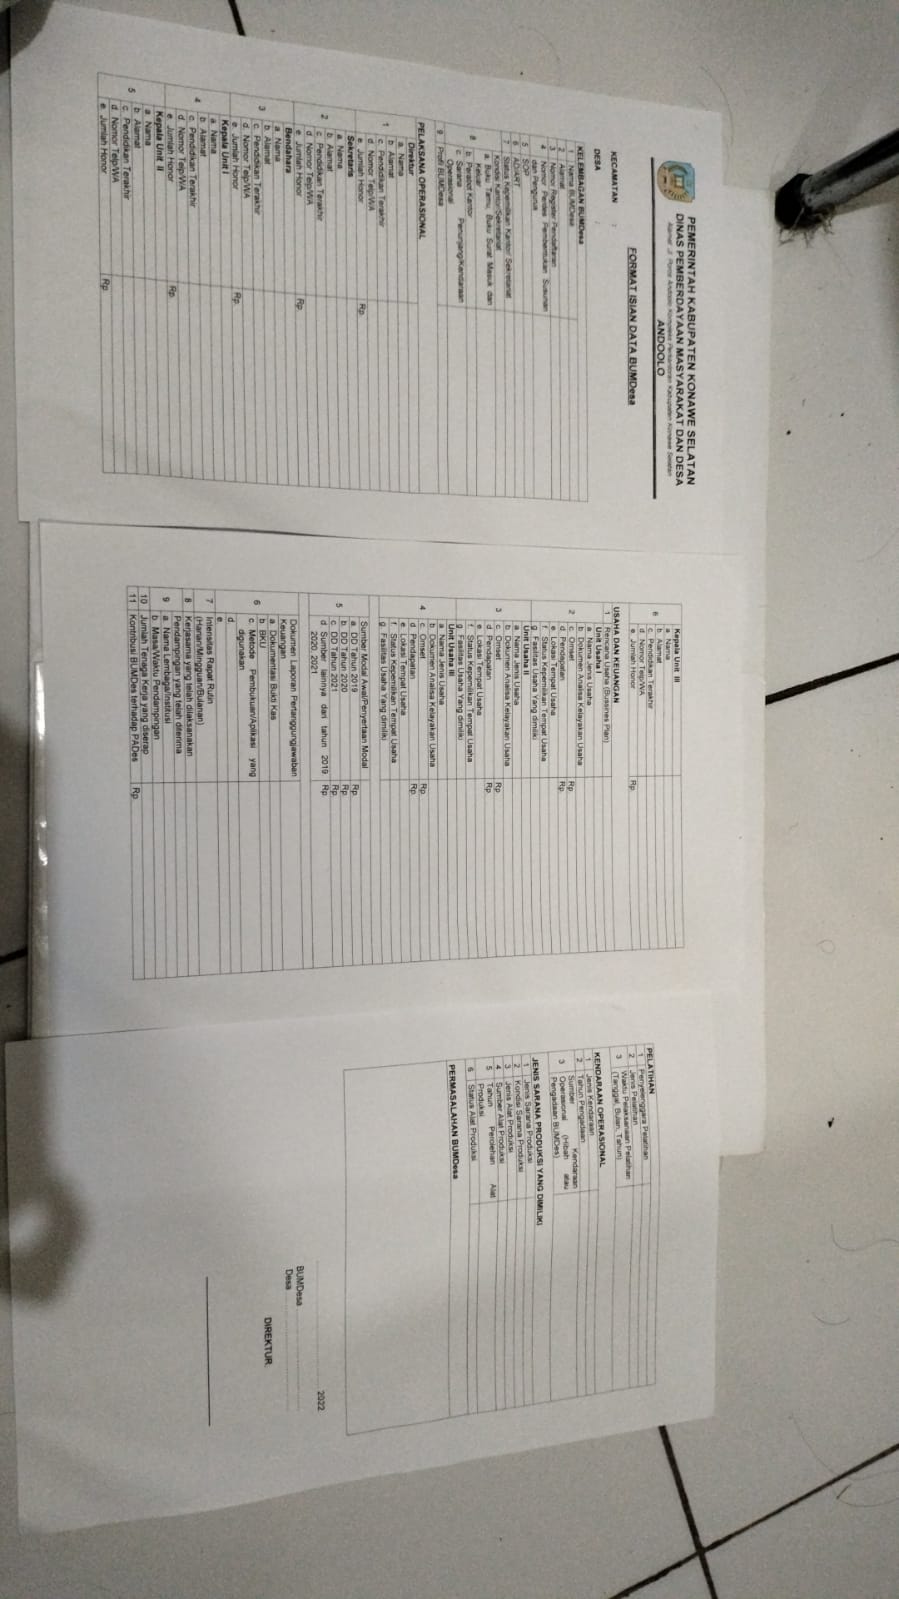 PEMERINTAH KABUPATEN KONAWE SELATAN
DINAS PEMBERDAYAAN MASYARAKAT DAN DESA
Alamat Jl. Poros Andoolo Kompleks Perkantoran Kabupaten Konawe Selatan
ANDOOLO
FORMAT ISIAN DATA BUMDesa
KECAMATAN :
DESA :
KELEMBAGAN BUMDesa
1 Nama BUMDesa
2 Alamat
3 Nomor Register Pendaftaran
4 Nomor Perdes Pembentukan Susunan
dan Pengurus
5 SOP
6 AD/ART
7 Status Kepemilikan Kantor/ Sekretariat
8 Kondisi Kantor/Sekretariat
a. Buku Tamu, Buku Surat Masuk dan
Keluar
b. Perabot Kantor
c. Sarana Penunjang/Kendaraan
Operasional
9 Profil BUMDesa
PELAKSANA OPERASIONAL
1 Direktur
a. Nama
b. Alamat
c. Pendidikan Terakhir
d. Nomor Telp/WA
e. Jumlah Honor Rp.
2 Sekretaris
a. Nama
b. Alamat
c. Pendidikan Terakhir
d. Nomor Telp/WA
e. Jumlah Honor Rp.
3 Bendahara
a. Nama
b. Alamat
c. Pendidikan Terakhir
d. Nomor Telp/WA
e. Jumlah Honor Rp.
4 Kepala Unit I
a. Nama
b. Alamat
c. Pendidikan Terakhir
d. Nomor Telp/WA
e. Jumlah Honor Rp.
5 Kepala Unit II
a. Nama
b. Alamat
c. Pendidikan Terakhir
d. Nomor Telp/WA
e. Jumlah Honor Rp.
6 Kepala Unit III
a. Nama
b. Alamat
c. Pendidikan Terakhir
d. Nomor Telp/WA
e. Jumlah Honor Rp.
USAHA DAN KEUANGAN
1 Rencana Usaha (Bussines Plan)
2 Unit Usaha I
a. Nama Jenis Usaha
b. Dokumen Analisa Kelayakan Usaha
c. Omset Rp.
d. Pendapatan Rp.
e. Lokasi Tempat Usaha
f. Status Kepemilikan Tempat Usaha
g. Fasilitas Usaha Yang dimiliki
3 Unit Usaha II
a. Nama Jenis Usaha
b. Dokumen Analisa Kelayakan Usaha
c. Omset Rp.
d. Pendapatan Rp.
e. Lokasi Tempat Usaha
f. Status Kepemilikan Tempat Usaha
g. Fasilitas Usaha Yang dimiliki
4 Unit Usaha III
a. Nama Jenis Usaha
b. Dokumen Analisa Kelayakan Usaha
c. Omset Rp.
d. Pendapatan Rp.
e. Lokasi Tempat Usaha
f. Status Kepemilikan Tempat Usaha
g. Fasilitas Usaha Yang dimiliki
5 Sumber Modal Awal/Penyertaan Modal
a. DD Tahun 2019 Rp.
b. DD Tahun 2020 Rp.
c. DD Tahun 2021 Rp.
d. Sumber lainnya dari tahun 2019 Rp.
2020, 2021
6 Dokumen Laporan Pertanggungjawaban
Keuangan
a. Dokumentasi Bukti Kas
b. BKU
c. Metode Pembukuan/Aplikasi yang
digunakan
d.
e.
7 Intensitas Rapat Rutin
(Harian/Mingguan/Bulanan)
8 Kerjasama yang telah dilaksanakan
9 Pendampingan yang telah diterima
a. Nama Lembaga/Institusi
b. Masa/Waktu Pendampingan
10 Jumlah Tenaga Kerja yang diserap
11 Kontribusi BUMDes terhadap PADes Rp.
PELATIHAN
1 Penyelenggara Pelatihan
2 Jenis Pelatihan
3 Waktu Pelaksanaan Pelatihan
(Tanggal, Bulan, Tahun)
KENDARAAN OPERASIONAL
1 Jenis Kendaraan
2 Tahun Pengadaan
3 Sumber Kendaraan
Operasional (Hibah atau
Pengadaan BUMDes)
JENIS SARANA PRODUKSI YANG DIMILIKI
1 Jenis Sarana Produksi
2 Kondisi Sarana Produksi
3 Jenis Alat Produksi
4 Sumber Alat Produksi
5 Tahun Perolehan Alat
Produksi
6 Status Alat Produksi
PERMASALAHAN BUMDesa
2022
BUMDesa
Desa
DIREKTUR